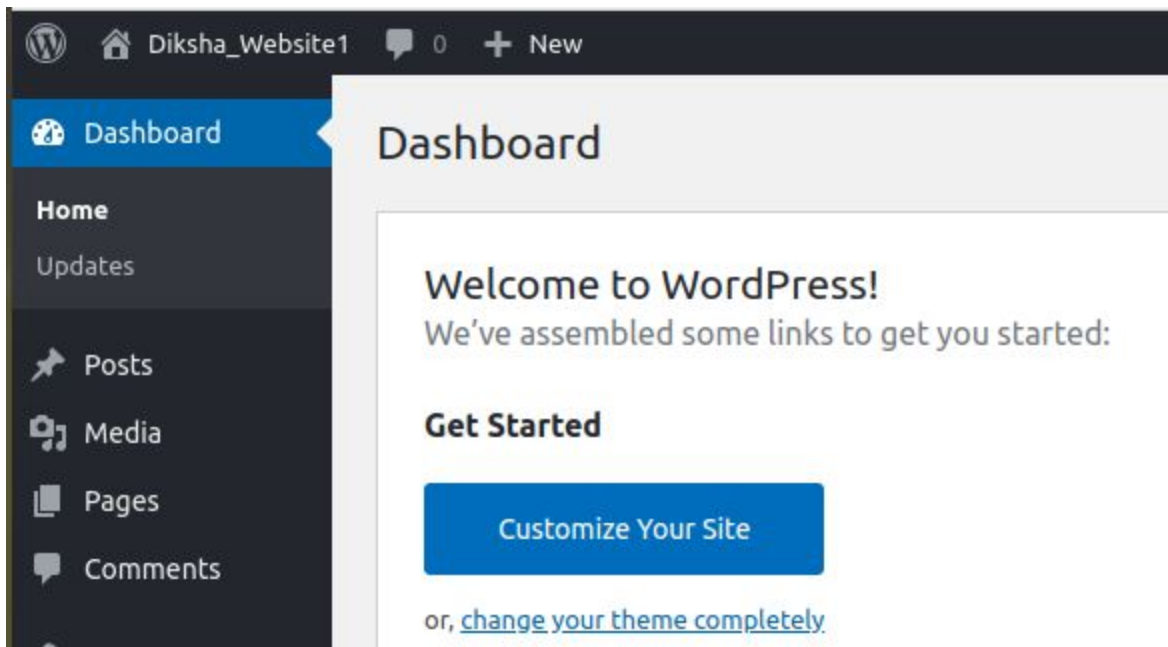 Diksha_Website1 0 + New
Dashboard
Home
Updates
Posts
Media
Pages
Comments
Dashboard
Welcome to WordPress!
We've assembled some links to get you started:
Get Started
Customize Your Site
or, change your theme completely